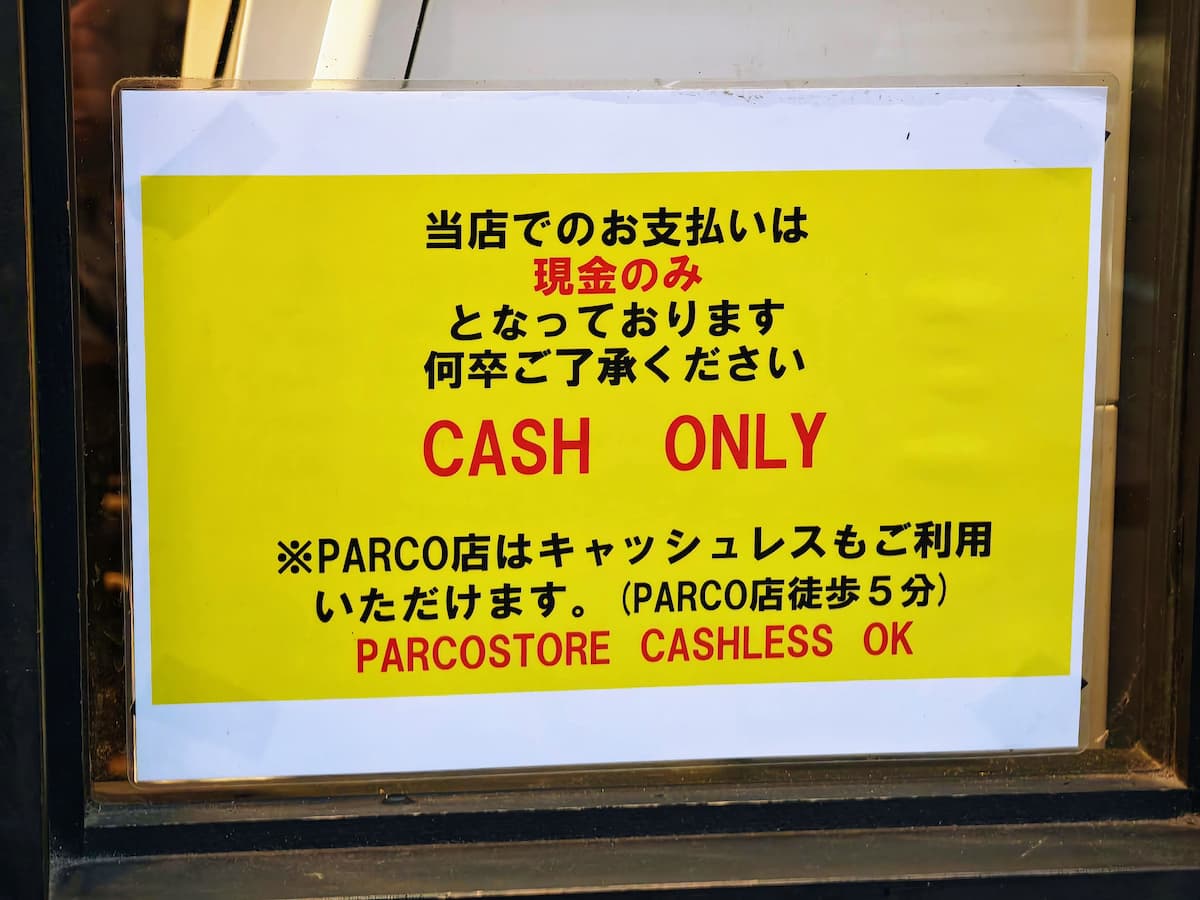 当店でのお支払いは
現金のみ
となっております
何卒ご了承ください
CASH ONLY
※PARCO店はキャッシュレスもご利用
いただけます。(PARCO店徒歩５分)
PARCOSTORE CASHLESS OK